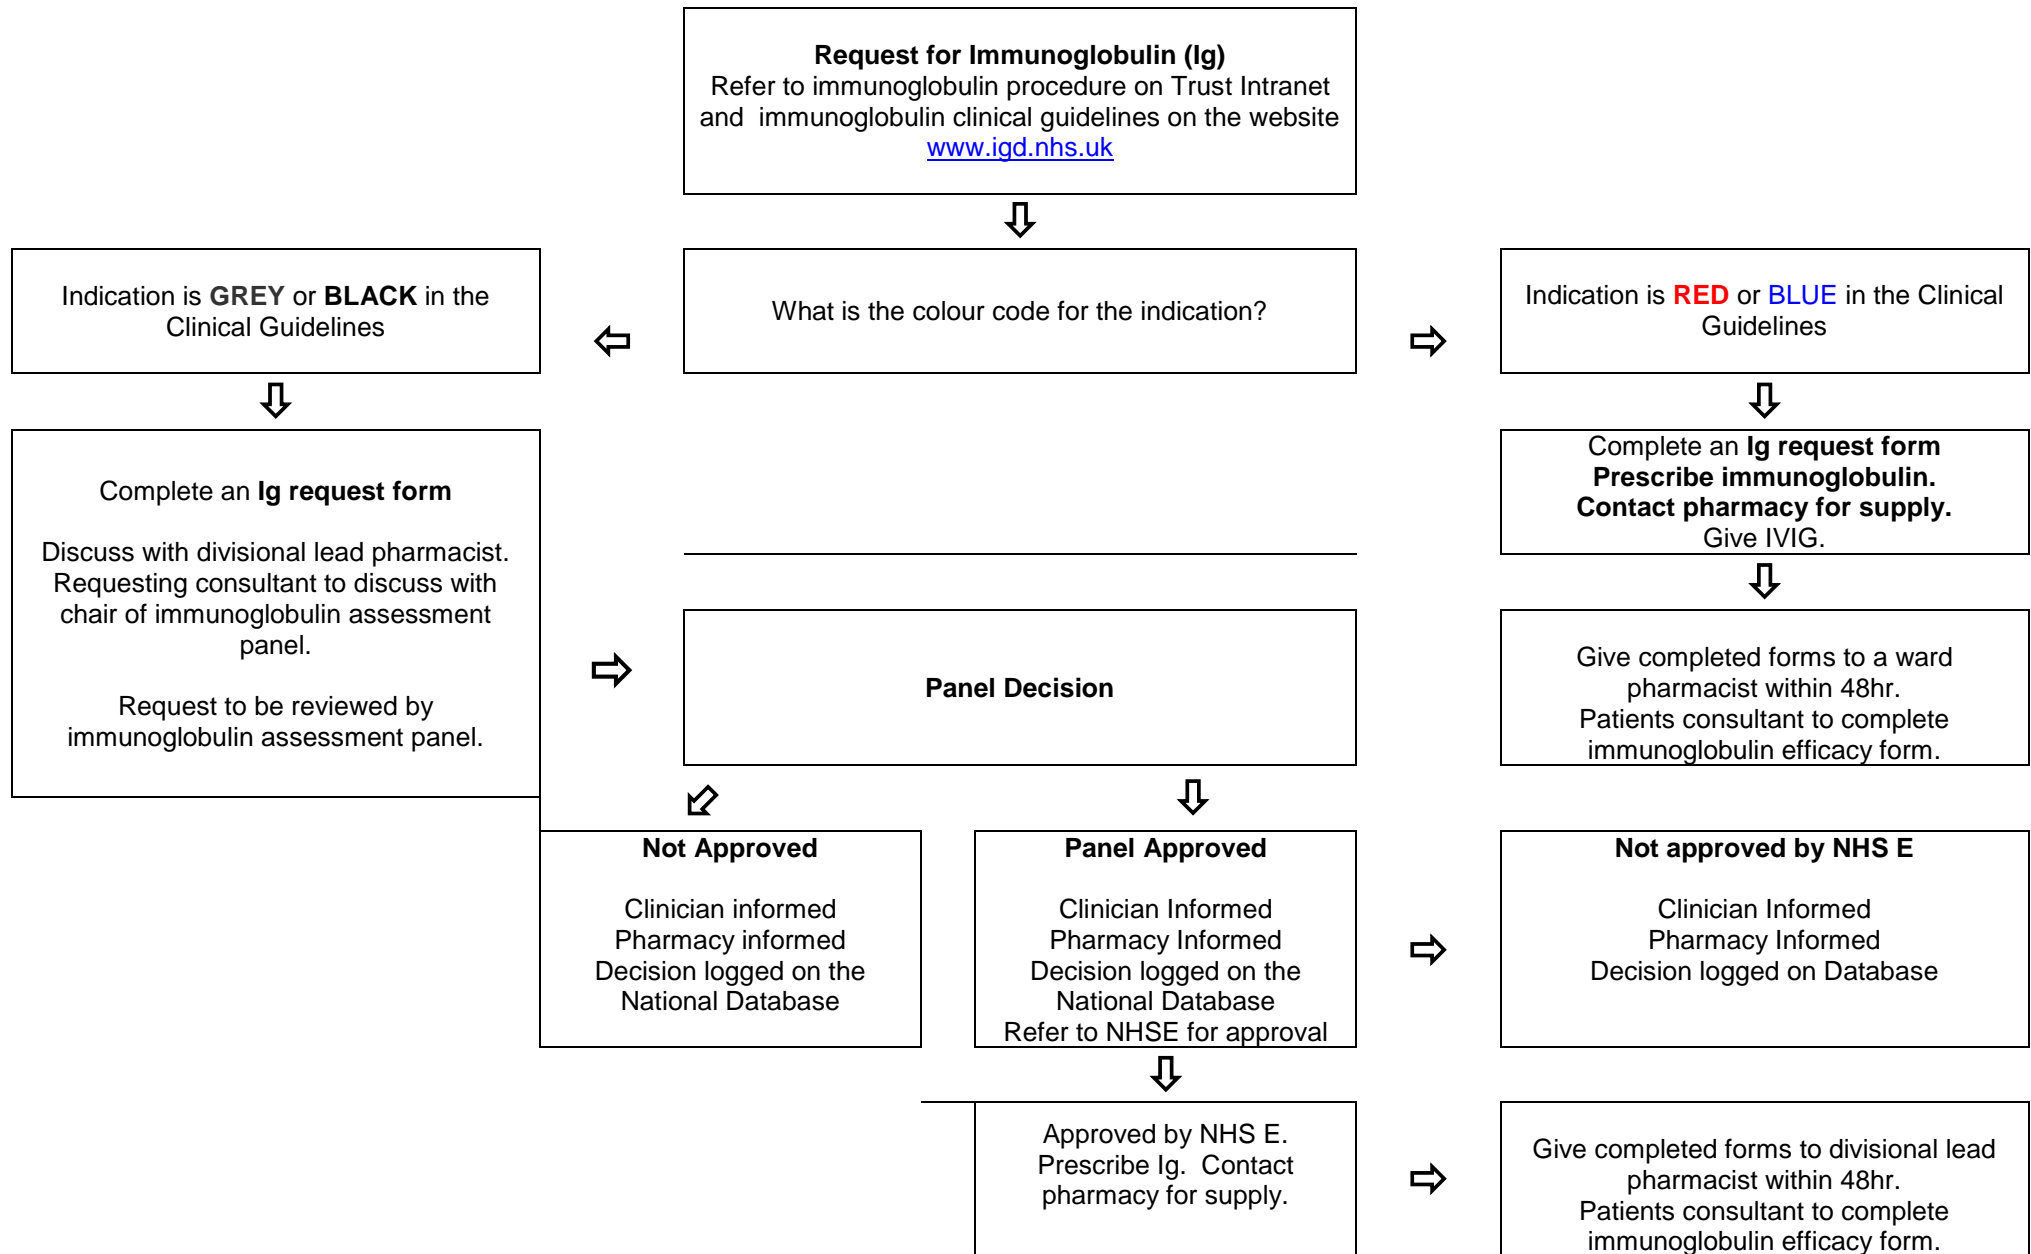 Request for Immunoglobulin (Ig)
Refer to immunoglobulin procedure on Trust Intranet
and immunoglobulin clinical guidelines on the website
www.igd.nhs.uk
Indication is GREY or BLACK in the
Clinical Guidelines
What is the colour code for the indication?
Indication is RED or BLUE in the Clinical
Guidelines
Complete an Ig request form
Discuss with divisional lead pharmacist.
Requesting consultant to discuss with
chair of immunoglobulin assessment
panel.
Request to be reviewed by
immunoglobulin assessment panel.
Complete an Ig request form
Prescribe immunoglobulin.
Contact pharmacy for supply.
Give IVIG.
Panel Decision
Give completed forms to a ward
pharmacist within 48hr.
Patients consultant to complete
immunoglobulin efficacy form.
Not Approved
Clinician informed
Pharmacy informed
Decision logged on the
National Database
Panel Approved
Clinician Informed
Pharmacy Informed
Decision logged on the
National Database
Refer to NHSE for approval
Not approved by NHS E
Clinician Informed
Pharmacy Informed
Decision logged on Database
Approved by NHS E.
Prescribe Ig. Contact
pharmacy for supply.
Give completed forms to divisional lead
pharmacist within 48hr.
Patients consultant to complete
immunoglobulin efficacy form.